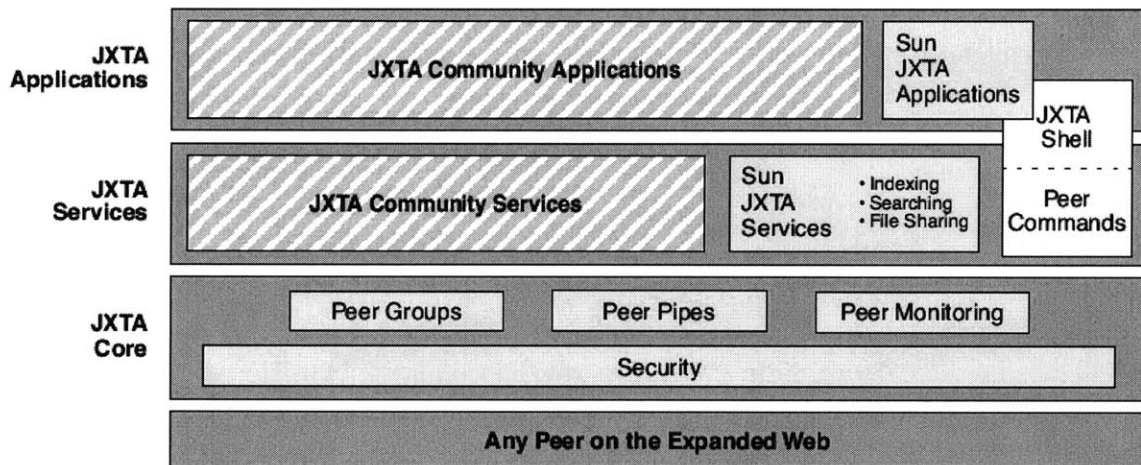 JXTA
Applications
JXTA Community Applications
Sun
JXTA
Applications
JXTA
Shell
JXTA
Services
JXTA Community Services
Sun
JXTA
Services
• Indexing
• Searching
• File Sharing
Peer
Commands
JXTA
Core
Peer Groups
Peer Pipes
Peer Monitoring
Security
Any Peer on the Expanded Web